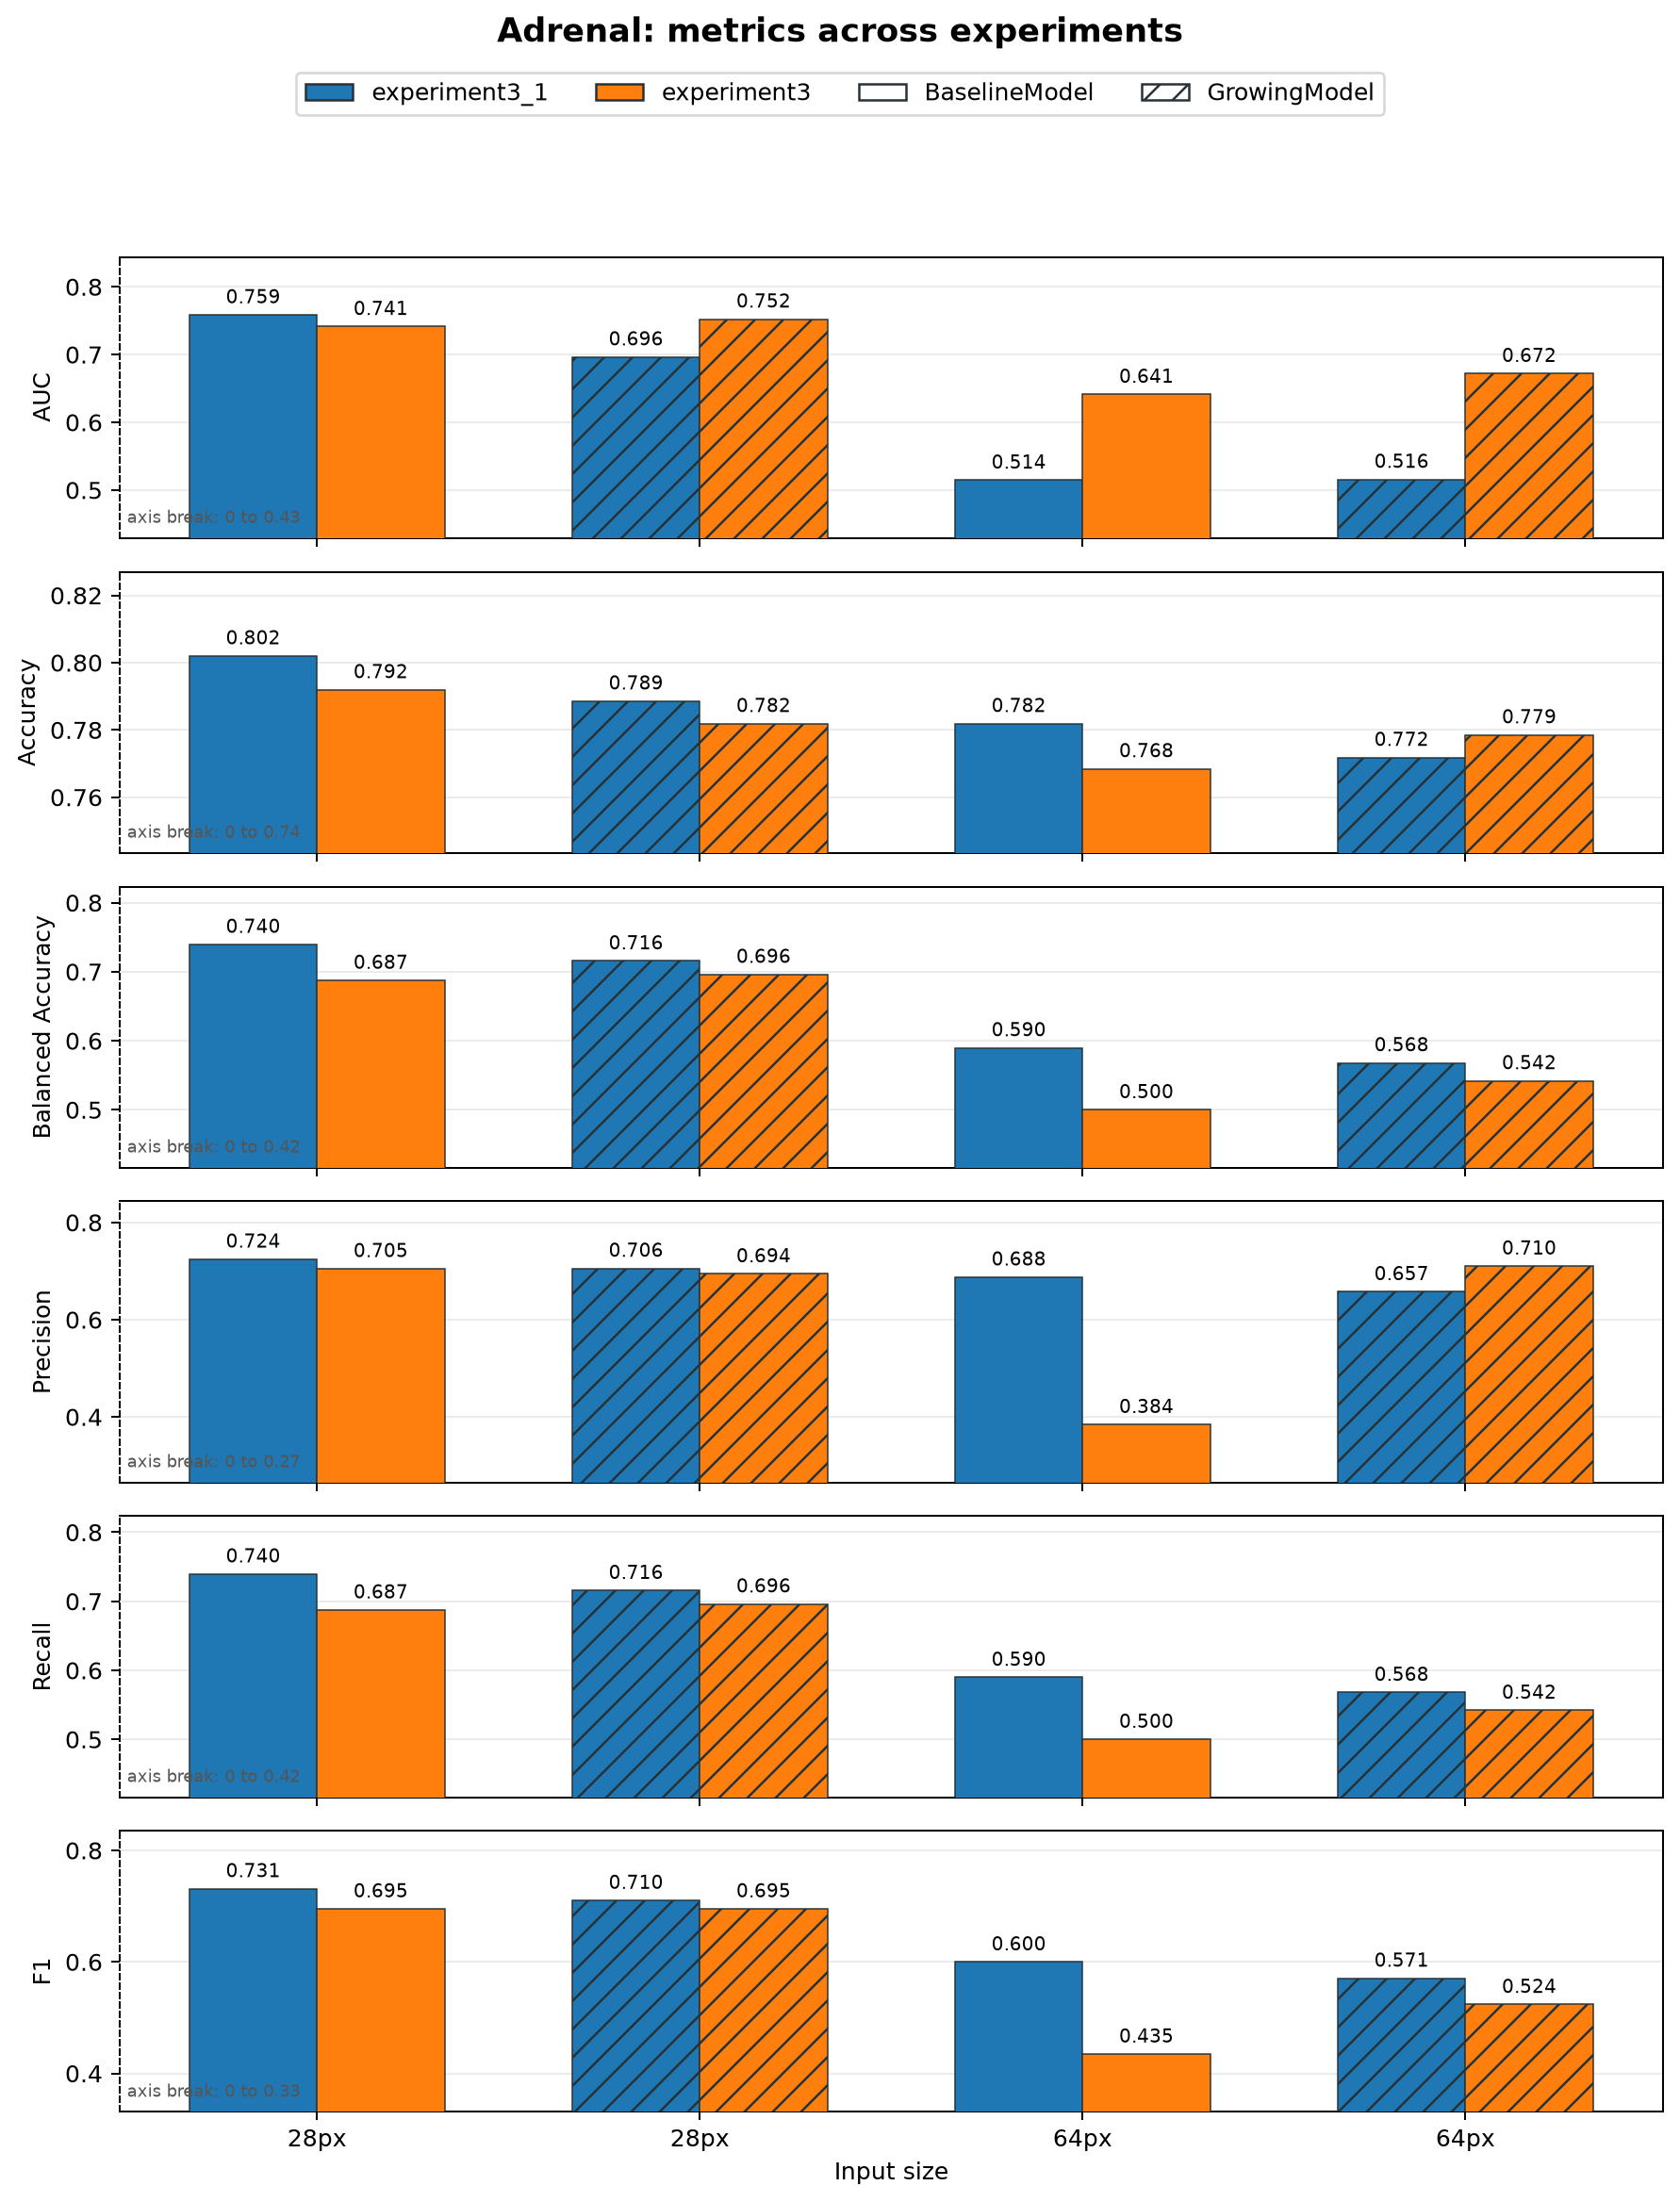 Adrenal: metrics across experiments
experiment3_1 experiment3 BaselineModel GrowingModel
AUC
0.8
0.7
0.6
0.5
0.759 0.741 0.696 0.752 0.514 0.641 0.516 0.672
axis break: 0 to 0.43
Accuracy
0.82
0.80
0.78
0.76
0.802 0.792 0.789 0.782 0.782 0.768 0.772 0.779
axis break: 0 to 0.74
Balanced Accuracy
0.8
0.7
0.6
0.5
0.740 0.687 0.716 0.696 0.590 0.500 0.568 0.542
axis break: 0 to 0.42
Precision
0.8
0.6
0.4
0.724 0.705 0.706 0.694 0.688 0.384 0.657 0.710
axis break: 0 to 0.27
Recall
0.8
0.7
0.6
0.5
0.740 0.687 0.716 0.696 0.590 0.500 0.568 0.542
axis break: 0 to 0.42
F1
0.8
0.6
0.4
0.731 0.695 0.710 0.695 0.600 0.435 0.571 0.524
axis break: 0 to 0.33
28px 28px 64px 64px
Input size